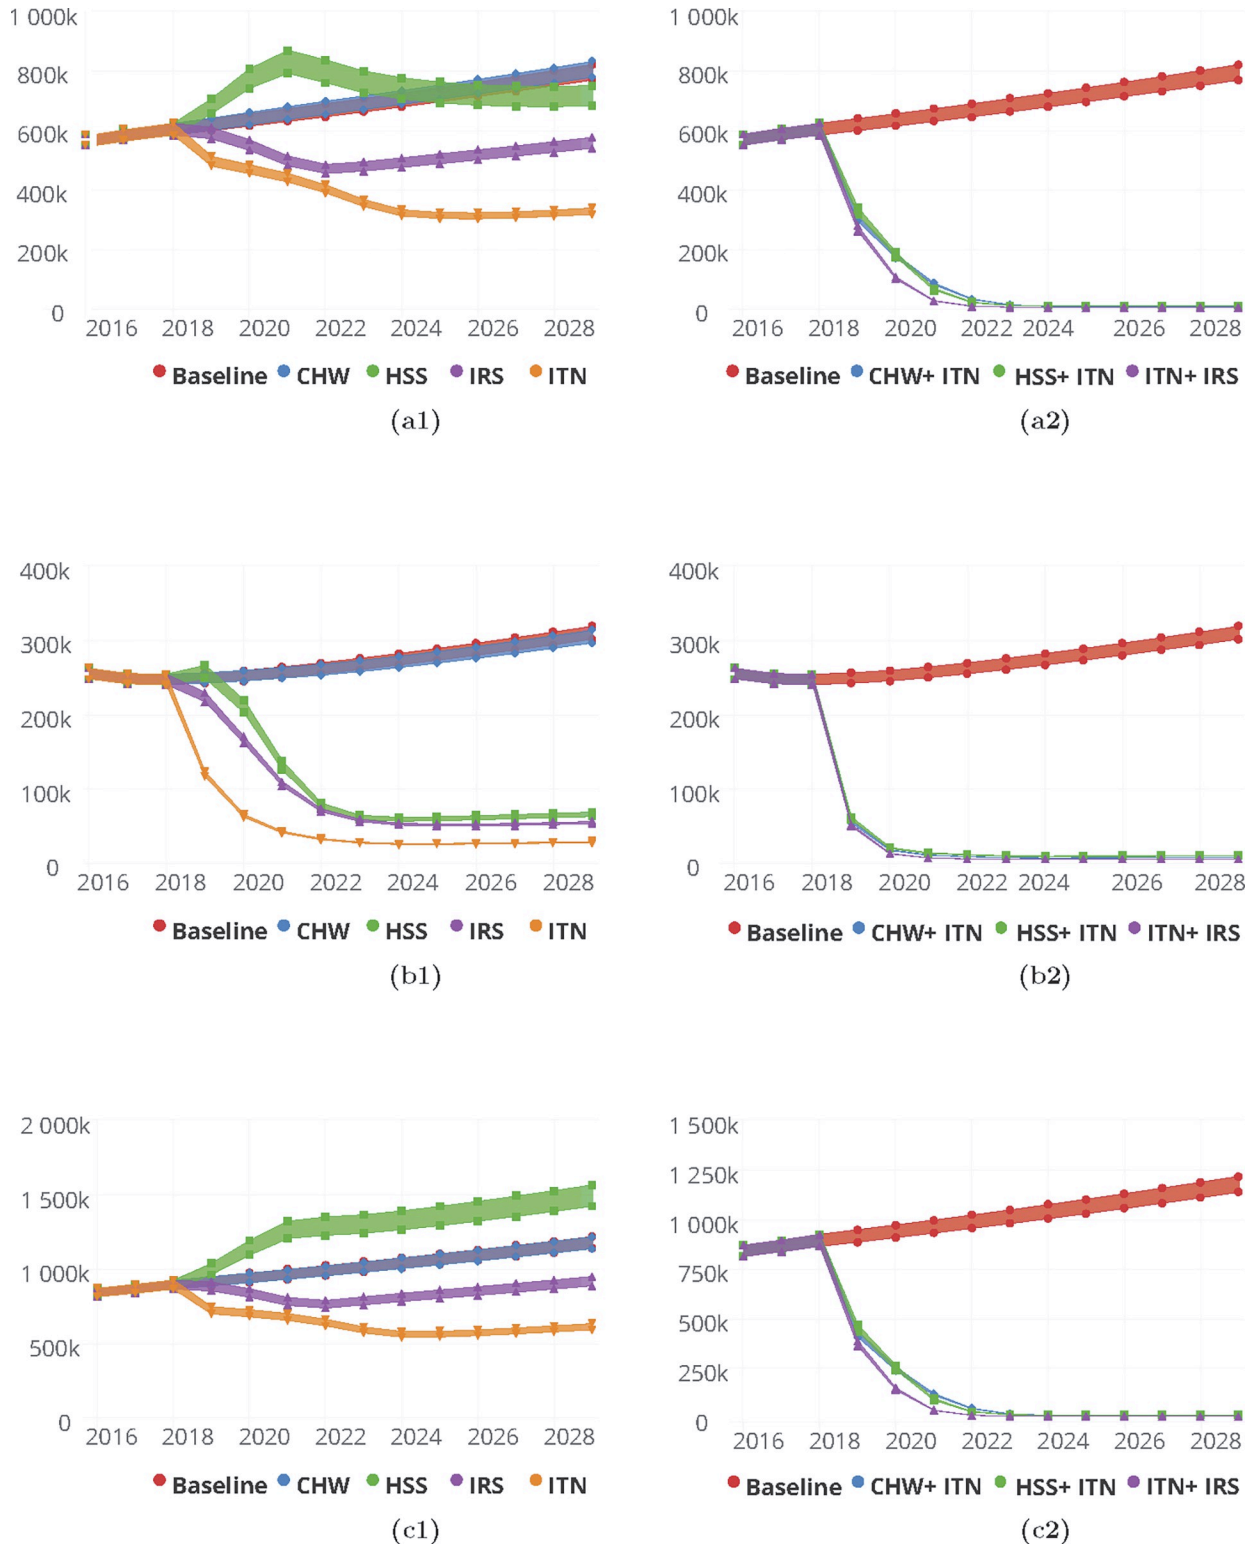 1 000k
800k
600k
400k
200k
0
2016 2018 2020 2022 2024 2026 2028
Baseline CHW HSS IRS ITN
(a1)
1 000k
800k
600k
400k
200k
0
2016 2018 2020 2022 2024 2026 2028
Baseline CHW+ ITN HSS+ ITN ITN+ IRS
(a2)
400k
300k
200k
100k
0
2016 2018 2020 2022 2024 2026 2028
Baseline CHW HSS IRS ITN
(b1)
400k
300k
200k
100k
0
2016 2018 2020 2022 2024 2026 2028
Baseline CHW+ ITN HSS+ ITN ITN+ IRS
(b2)
2 000k
1 500k
1 000k
500k
0
2016 2018 2020 2022 2024 2026 2028
Baseline CHW HSS IRS ITN
(c1)
1 500k
1 250k
1 000k
750k
500k
250k
0
2016 2018 2020 2022 2024 2026 2028
Baseline CHW+ ITN HSS+ ITN ITN+ IRS
(c2)